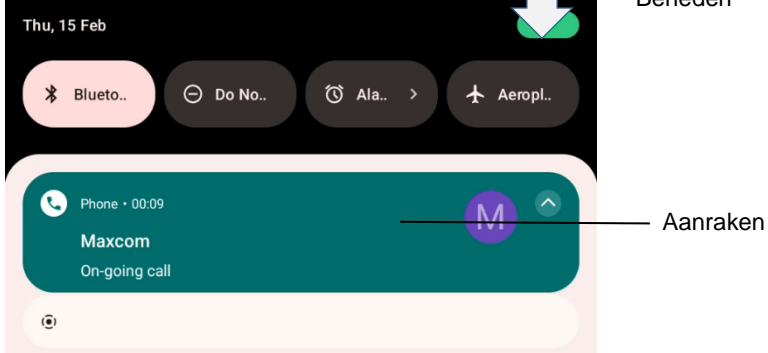 Beneden
Thu, 15 Feb
Blueto.. Do No.. Ala.. Aeropl..
Phone • 00:09
M
Maxcom
On-going call
Aanraken